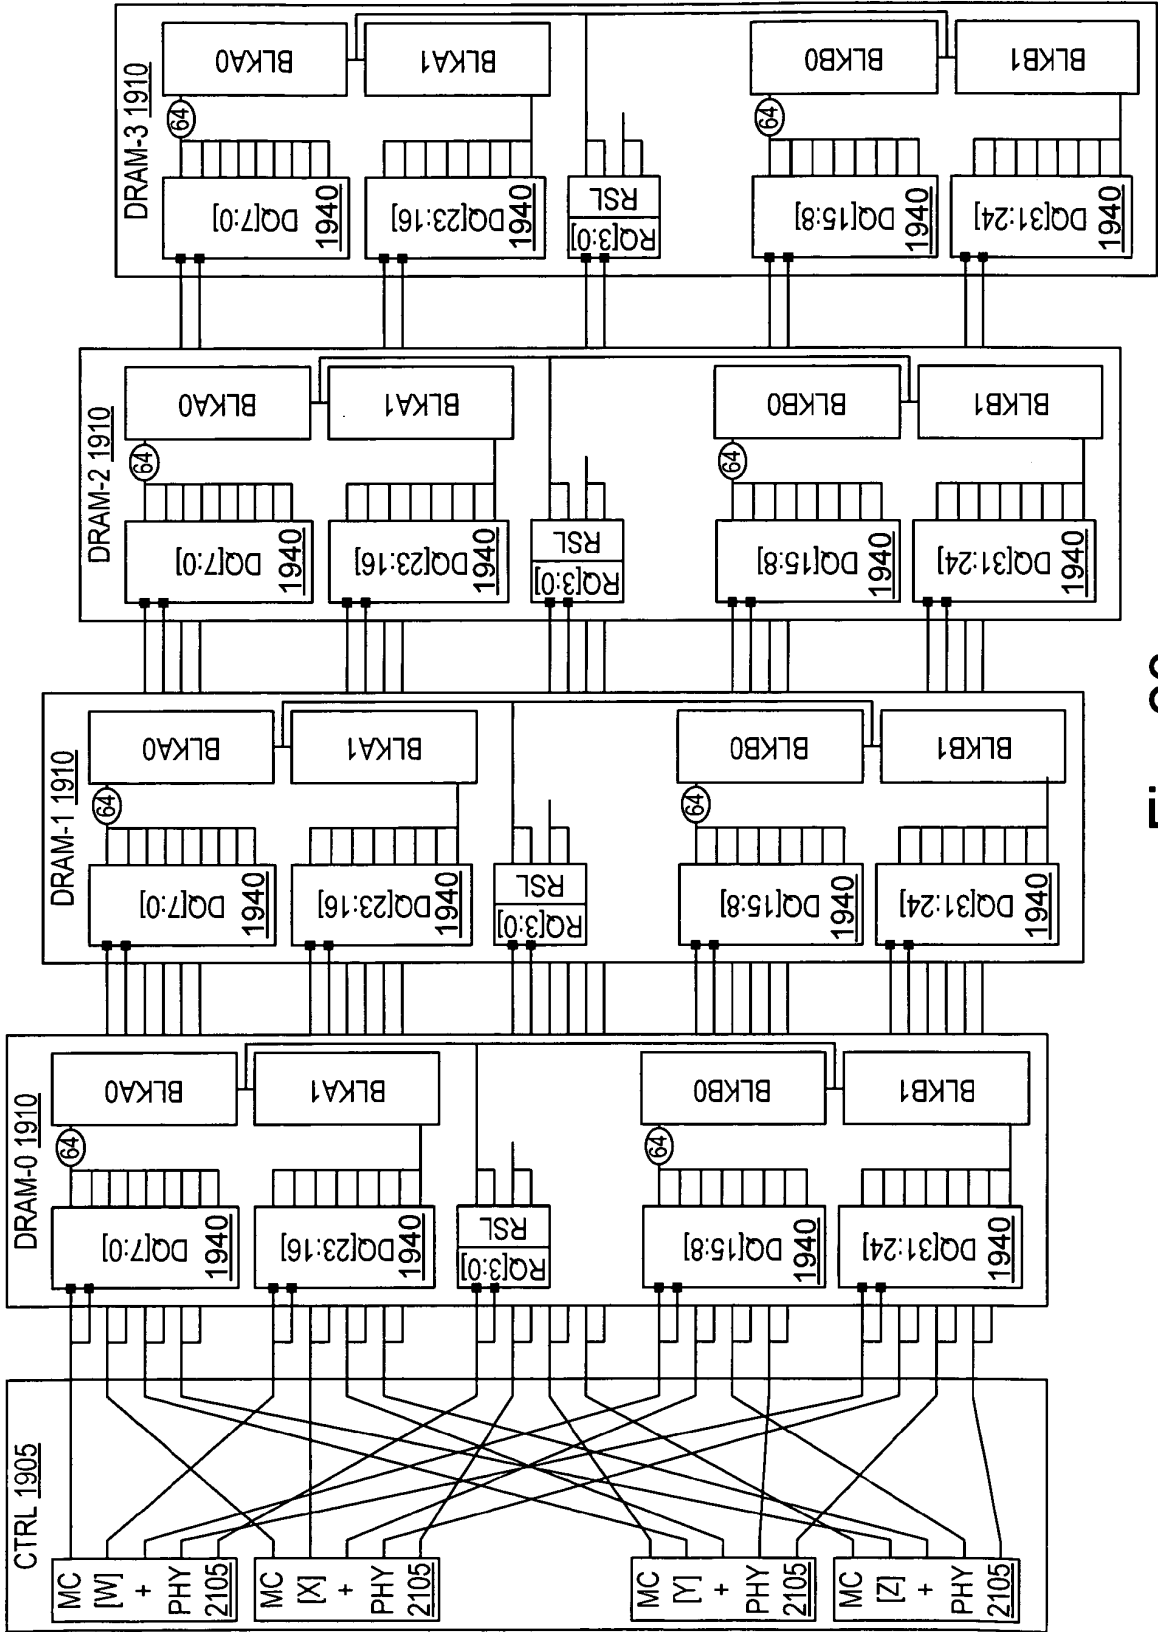 DRAM-3 1910
BLKA0
BLKA1
BLKB0
BLKB1
64
64
DQ[7:0]
1940
DQ[23:16]
1940
RSL
RQ[3:0]
DQ[15:8]
1940
DQ[31:24]
1940
DRAM-2 1910
BLKA0
BLKA1
BLKB0
BLKB1
64
64
DQ[7:0]
1940
DQ[23:16]
1940
RSL
RQ[3:0]
DQ[15:8]
1940
DQ[31:24]
1940
DRAM-1 1910
BLKA0
BLKA1
BLKB0
BLKB1
64
64
DQ[7:0]
1940
DQ[23:16]
1940
RSL
RQ[3:0]
DQ[15:8]
1940
DQ[31:24]
1940
DRAM-0 1910
BLKA0
BLKA1
BLKB0
BLKB1
64
64
DQ[7:0]
1940
DQ[23:16]
1940
RSL
RQ[3:0]
DQ[15:8]
1940
DQ[31:24]
1940
CTRL 1905
MC
[W]
+
PHY
2105
MC
[X]
+
PHY
2105
MC
[Y]
+
PHY
2105
MC
[Z]
+
PHY
2105